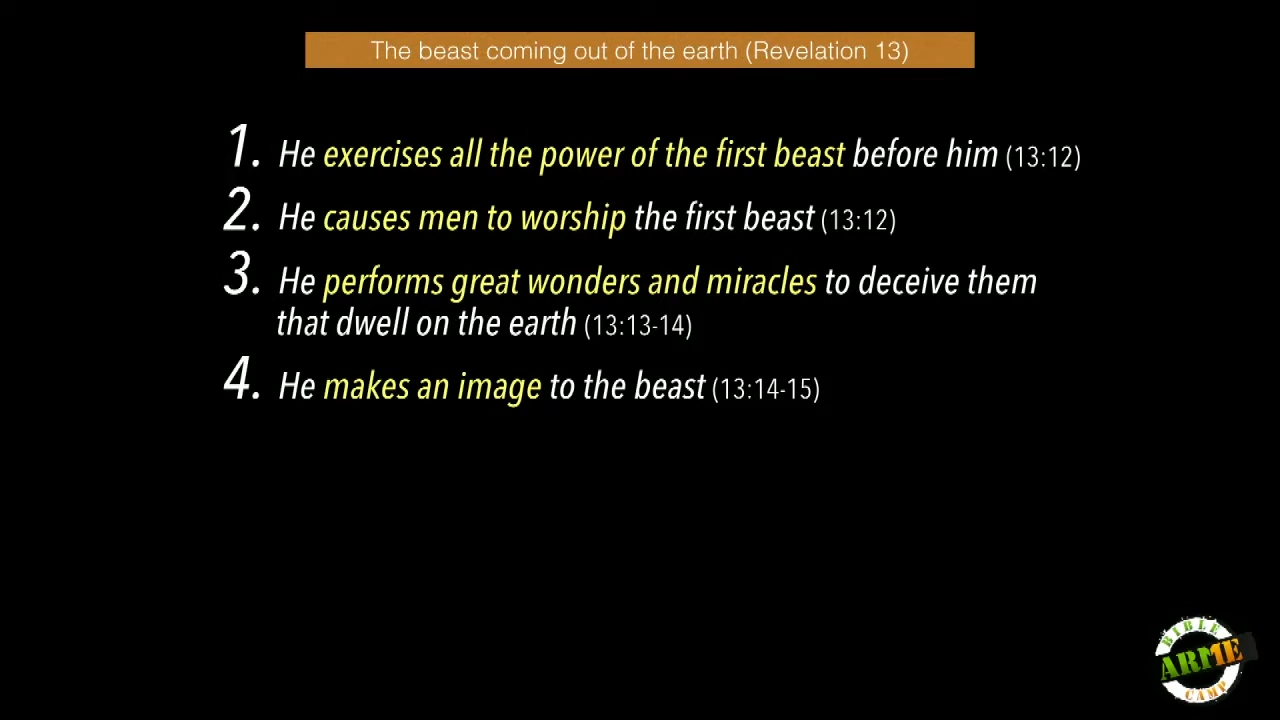 The beast coming out of the earth (Revelation 13)
1. He exercises all the power of the first beast before him (13:12)
2. He causes men to worship the first beast (13:12)
3. He performs great wonders and miracles to deceive them
that dwell on the earth (13:13-14)
4. He makes an image to the beast (13:14-15)
BIBLE
ARME
CAMP